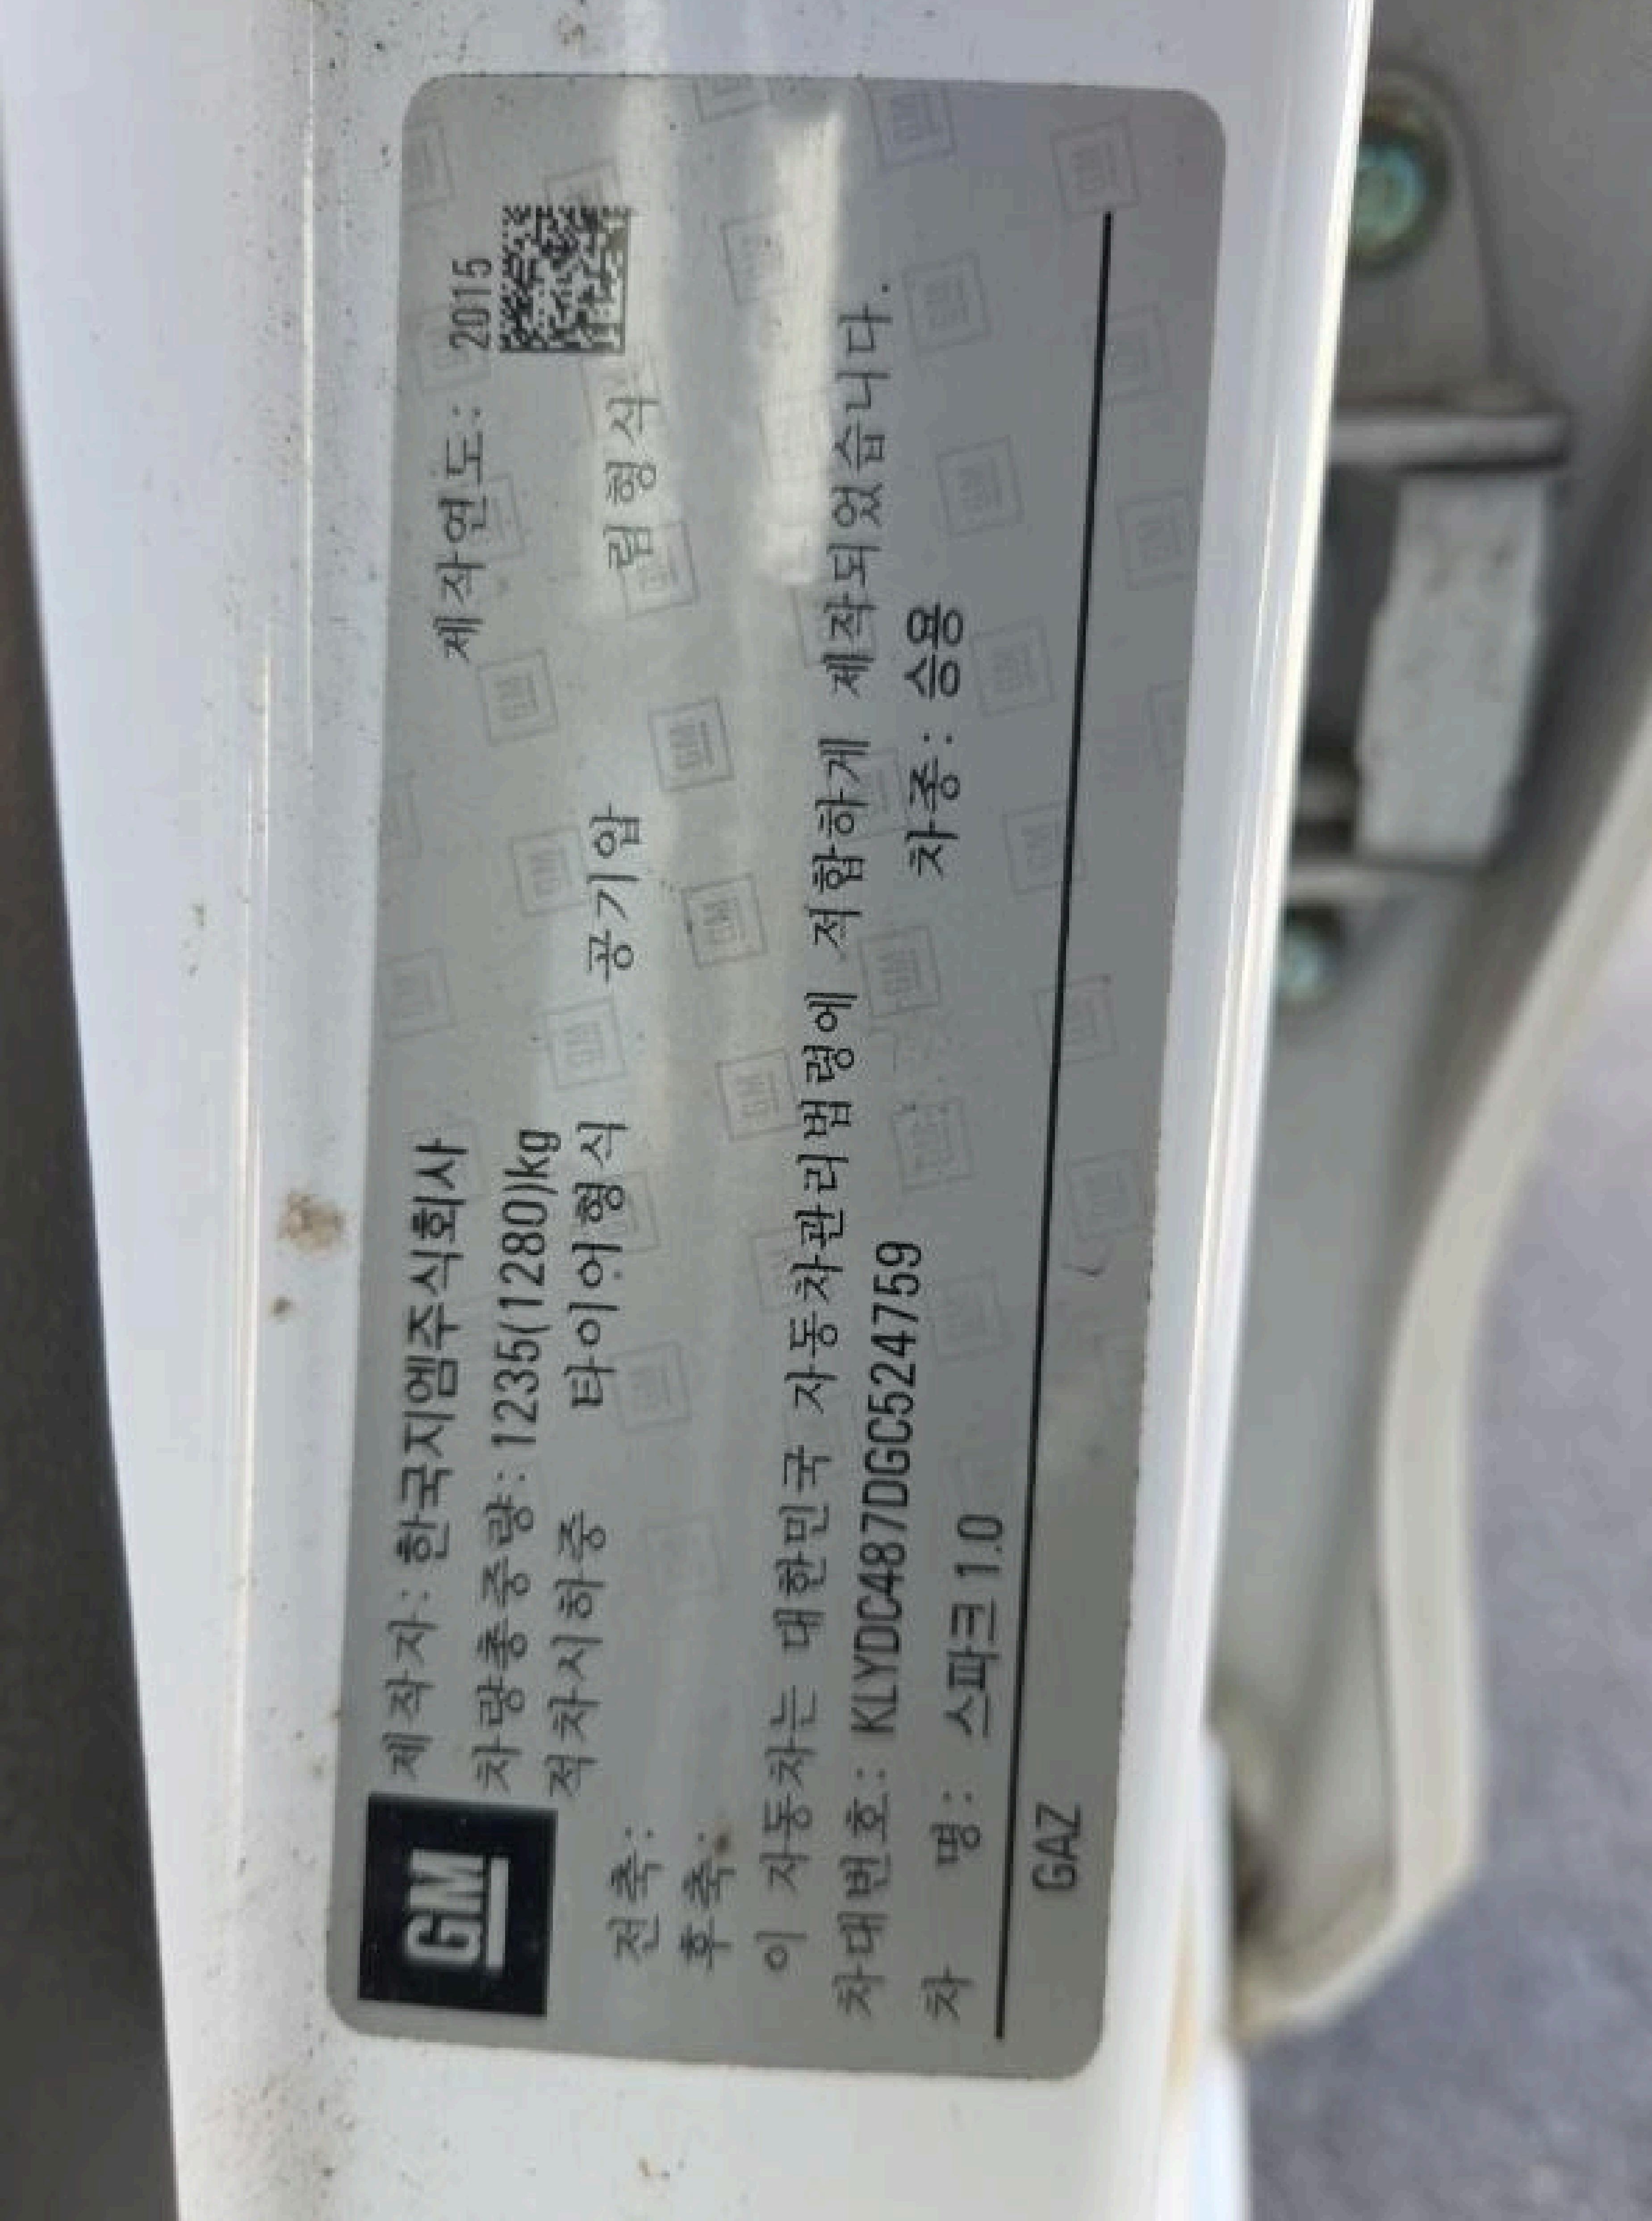 GM
제작자: 한국지엠주식회사 제작연도: 2015
차량총중량: 1235(1280)kg
적차시하중 타이어형식 공기압 림형식
전축:
후축:
이 자동차는 대한민국 자동차관리법령에 적합하게 제작되었습니다.
차대번호: KLYDC487DGC524759
차 명: 스파크 1.0 차종: 승용
GAZ